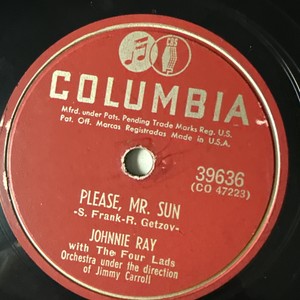 CBS
COLUMBIA
Mfrd. under Pats. Pending Trade Marks Reg. U.S.
Pat. Off. Marcas Registradas Made in U.S.A.
39636
(CO 47223)
PLEASE, MR. SUN
-S. Frank-R. Getzov-
JOHNNIE RAY
with The Four Lads
Orchestra under the direction
of Jimmy Carroll